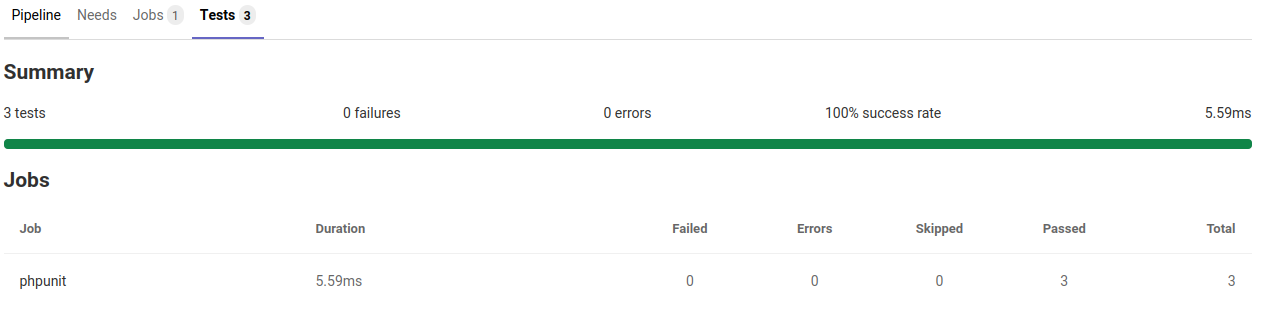 Pipeline Needs Jobs 1 Tests 3
Summary
3 tests 0 failures 0 errors 100% success rate 5.59ms
Jobs
Job Duration Failed Errors Skipped Passed Total
phpunit 5.59ms 0 0 0 3 3